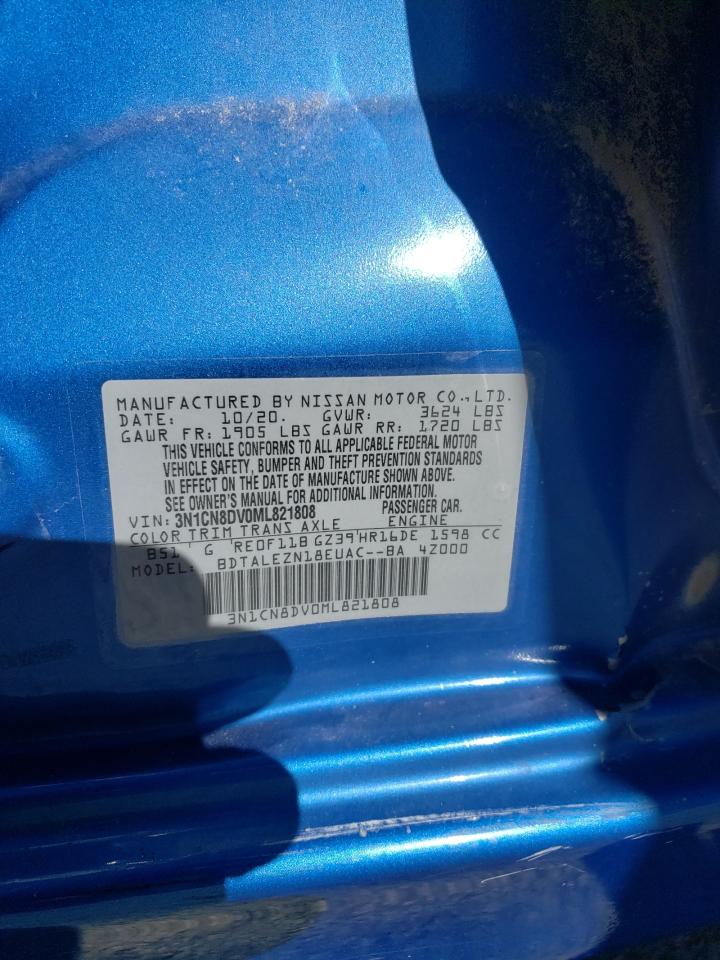 MANUFACTURED BY NISSAN MOTOR CO., LTD.
DATE: 10/20. GVWR: 3624 LBS
GAWR FR: 1905 LBS GAWR RR: 1720 LBS
THIS VEHICLE CONFORMS TO ALL APPLICABLE FEDERAL MOTOR
VEHICLE SAFETY, BUMPER AND THEFT PREVENTION STANDARDS
IN EFFECT ON THE DATE OF MANUFACTURE SHOWN ABOVE.
SEE OWNER'S MANUAL FOR ADDITIONAL INFORMATION.
VIN: 3N1CN8DV0ML821808 PASSENGER CAR.
COLOR TRIM TRANS AXLE ENGINE
B51 G RE0F11B GZ39 HR16DE 1598 CC
MODEL: BDTALEZN18EUAC--BA 4Z000
3N1CN8DV0ML821808